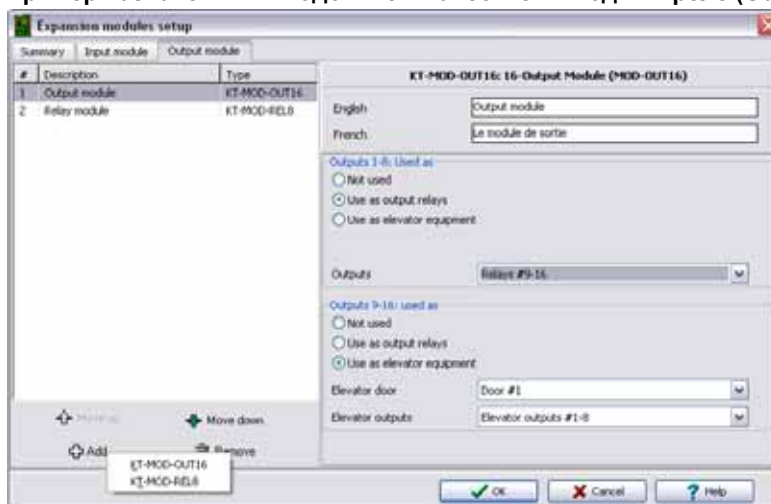 Expansion modules setup
Summary Input module Output module
# Description Type
1 Output module KT-MOD-OUT16
2 Relay module KT-MOD-REL8
KT-MOD-OUT16: 16-Output Module (MOD-OUT16)
English Output module
French Le module de sortie
Outputs 1-8: Used as
Not used
Use as output relays
Use as elevator equipment
Outputs Relays #9-16
Outputs 9-16: used as
Not used
Use as output relays
Use as elevator equipment
Elevator door Door #1
Elevator outputs Elevator outputs #1-8
Move up Move down
Add Remove
KT-MOD-OUT16
KT-MOD-REL8
OK Cancel Help